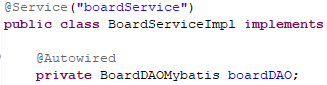 @Service("boardService")
public class BoardServiceImpl implements
@Autowired
private BoardDAOMybatis boardDAO;